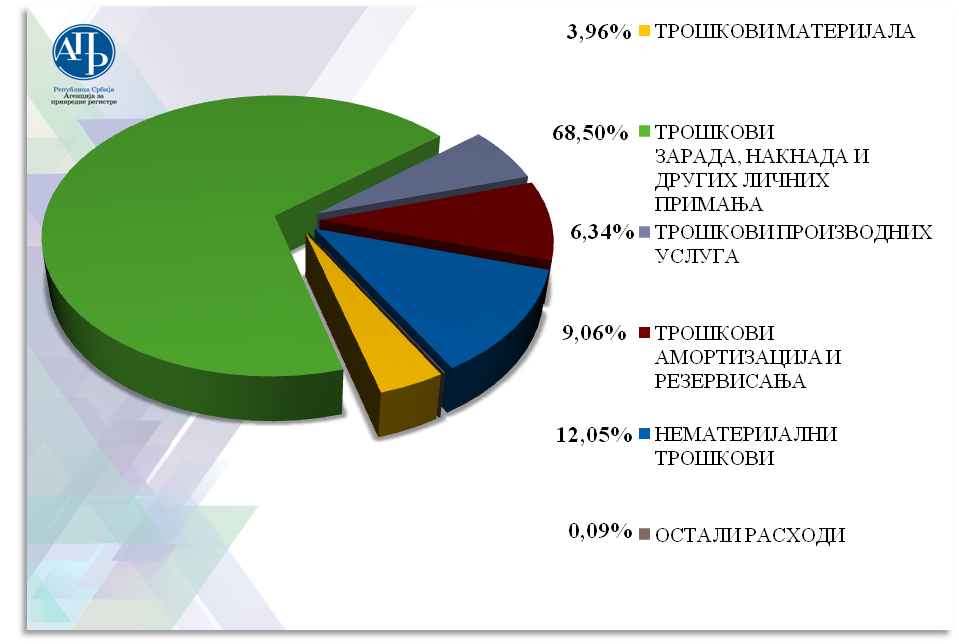 АПР
Република Србија
Агенција за
привредне регистре
3,96% ТРОШКОВИ МАТЕРИЈАЛА
68,50% ТРОШКОВИ
ЗАРАДА, НАКНАДА И
ДРУГИХ ЛИЧНИХ
ПРИМАЊА
6,34% ТРОШКОВИ ПРОИЗВОДНИХ
УСЛУГА
9,06% ТРОШКОВИ
АМОРТИЗАЦИЈА И
РЕЗЕРВИСАЊА
12,05% НЕМАТЕРИЈАЛНИ
ТРОШКОВИ
0,09% ОСТАЛИ РАСХОДИ